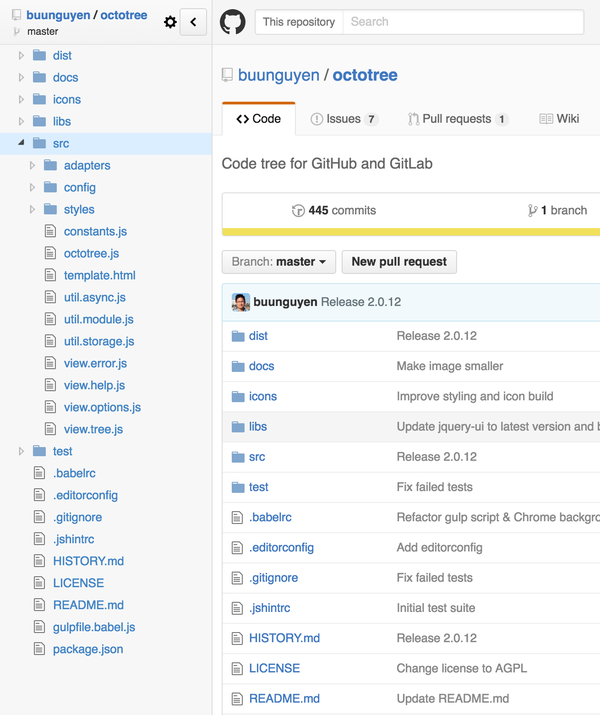 buunguyen / octotree
master
dist
docs
icons
libs
src
adapters
config
styles
constants.js
octotree.js
template.html
util.async.js
util.module.js
util.storage.js
view.error.js
view.help.js
view.options.js
view.tree.js
test
.babelrc
.editorconfig
.gitignore
.jshintrc
HISTORY.md
LICENSE
README.md
gulpfile.babel.js
package.json
This repository Search
buunguyen / octotree
Code Issues 7 Pull requests 1 Wiki
Code tree for GitHub and GitLab
445 commits 1 branch
Branch: master New pull request
buunguyen Release 2.0.12
dist Release 2.0.12
docs Make image smaller
icons Improve styling and icon build
libs Update jquery-ui to latest version and
src Release 2.0.12
test Fix failed tests
.babelrc Refactor gulp script & Chrome backgro
.editorconfig Add editorconfig
.gitignore Fix failed tests
.jshintrc Initial test suite
HISTORY.md Release 2.0.12
LICENSE Change license to AGPL
README.md Update README.md